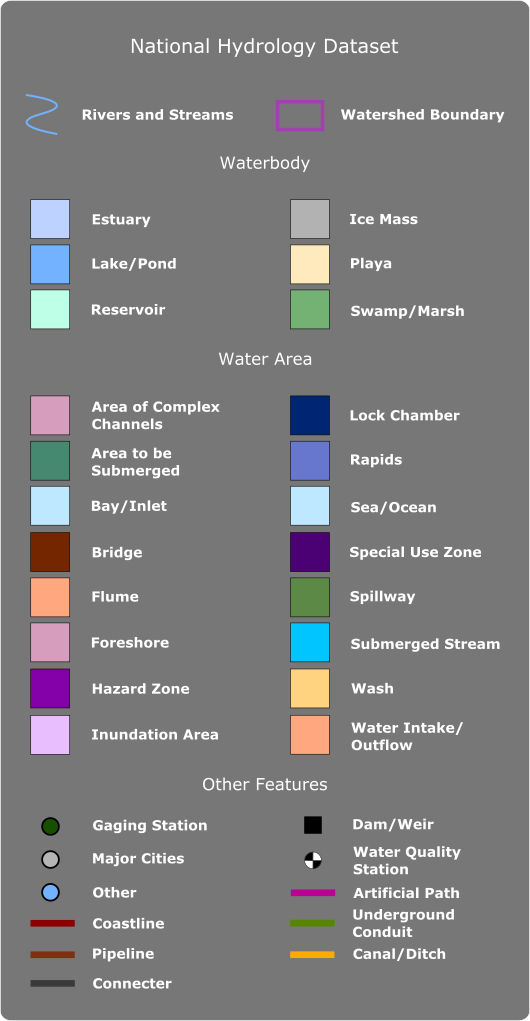 National Hydrology Dataset
Rivers and Streams
Watershed Boundary
Waterbody
Estuary
Ice Mass
Lake/Pond
Playa
Reservoir
Swamp/Marsh
Water Area
Area of Complex
Channels
Lock Chamber
Area to be
Submerged
Rapids
Bay/Inlet
Sea/Ocean
Bridge
Special Use Zone
Flume
Spillway
Foreshore
Submerged Stream
Hazard Zone
Wash
Inundation Area
Water Intake/
Outflow
Other Features
Gaging Station
Dam/Weir
Major Cities
Water Quality
Station
Other
Artificial Path
Coastline
Underground
Conduit
Pipeline
Canal/Ditch
Connecter